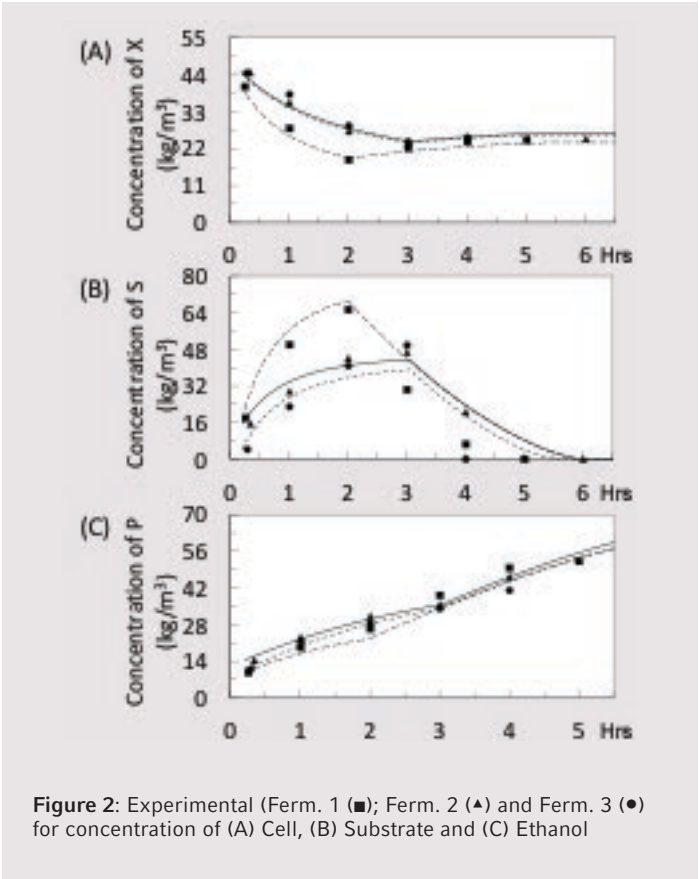 (A)
Concentration of X
(kg/m³)
55
44
33
22
11
0
0 1 2 3 4 5 6 Hrs
(B)
Concentration of S
(kg/m³)
80
64
48
32
16
0
0 1 2 3 4 5 6 Hrs
(C)
Concentration of P
(kg/m³)
70
56
42
28
14
0
0 1 2 3 4 5 Hrs
Figure 2: Experimental (Ferm. 1 (■); Ferm. 2 (▲) and Ferm. 3 (●)
for concentration of (A) Cell, (B) Substrate and (C) Ethanol